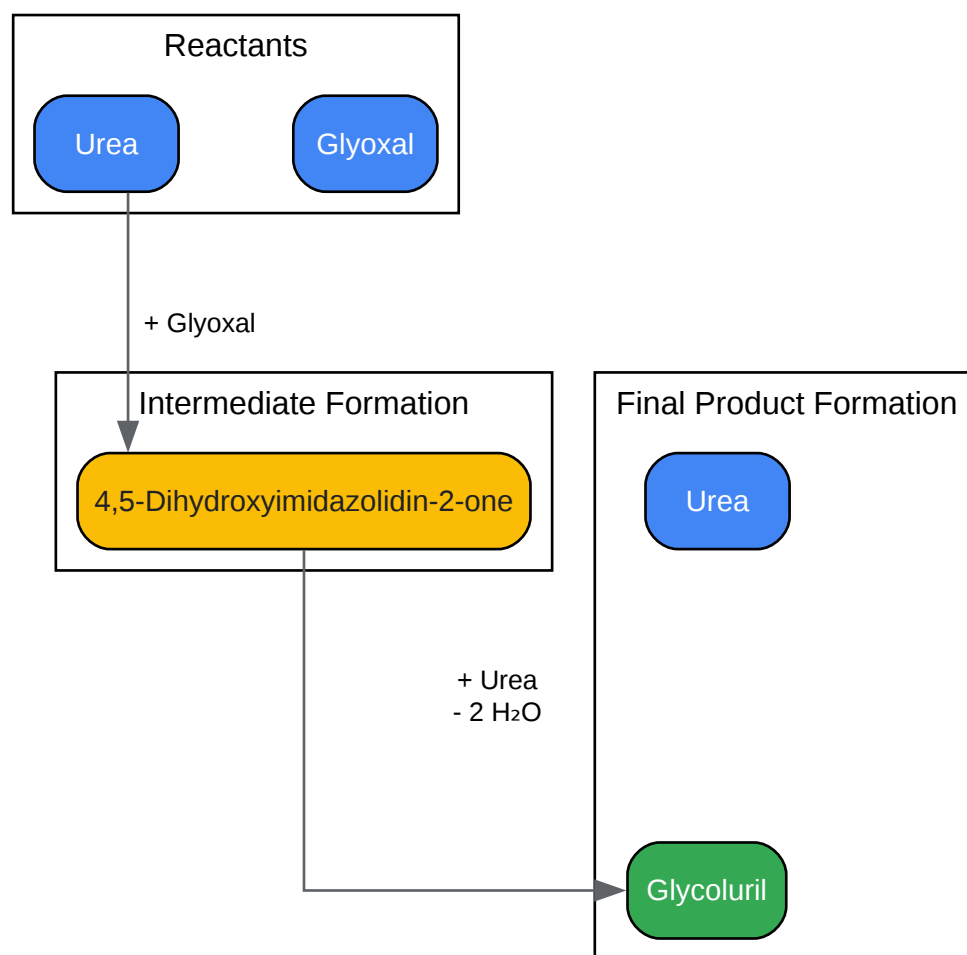 Reactants
Urea
Glyoxal
+ Glyoxal
Intermediate Formation
4,5-Dihydroxyimidazolidin-2-one
Final Product Formation
Urea
+ Urea
- 2 H₂O
Glycoluril